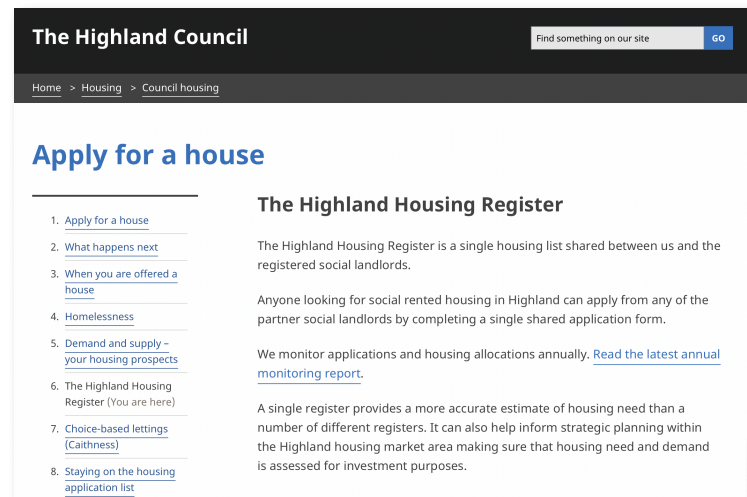 The Highland Council
Find something on our site
GO
Home > Housing > Council housing
Apply for a house
1. Apply for a house
2. What happens next
3. When you are offered a
house
4. Homelessness
5. Demand and supply –
your housing prospects
6. The Highland Housing
Register (You are here)
7. Choice-based lettings
(Caithness)
8. Staying on the housing
application list
The Highland Housing Register
The Highland Housing Register is a single housing list shared between us and the
registered social landlords.
Anyone looking for social rented housing in Highland can apply from any of the
partner social landlords by completing a single shared application form.
We monitor applications and housing allocations annually. Read the latest annual
monitoring report.
A single register provides a more accurate estimate of housing need than a
number of different registers. It can also help inform strategic planning within
the Highland housing market area making sure that housing need and demand
is assessed for investment purposes.